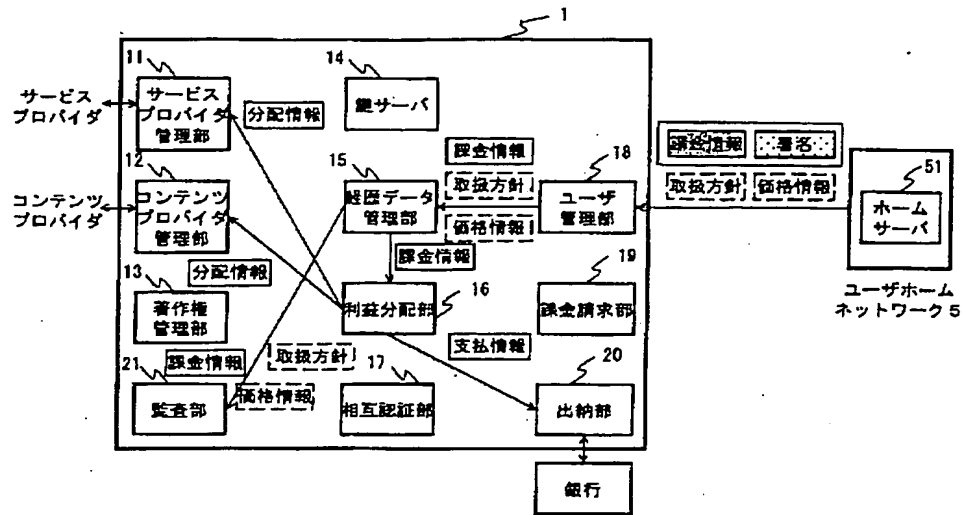 1
11
14
サービス
プロバイダ
サービス
プロバイダ
管理部
分配情報
鍵サーバ
課金情報
課金情報
署名
12
15
18
取扱方針
取扱方針
価格情報
51
コンテンツ
プロバイダ
コンテンツ
プロバイダ
管理部
経歴データ
管理部
価格情報
ユーザ
管理部
ホーム
サーバ
課金情報
分配情報
13
19
著作権
管理部
利益分配部
16
課金請求部
ユーザホーム
ネットワーク5
支払情報
取扱方針
課金情報
21
17
20
価格情報
監査部
相互認証部
出納部
銀行